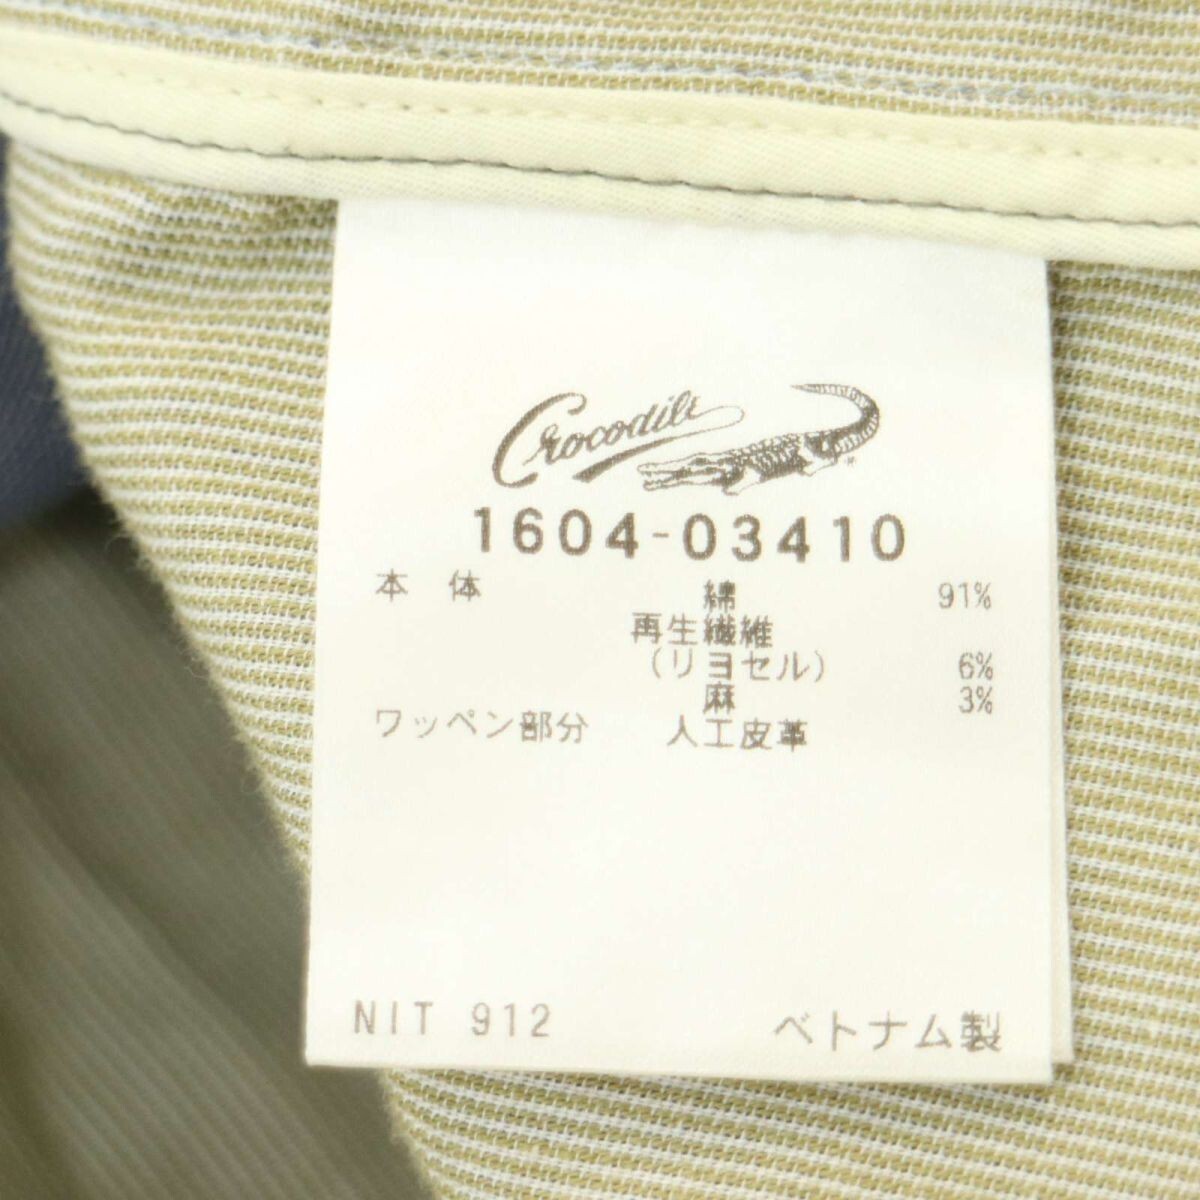 Crocodile
1604-03410
本体 綿 91%
再生繊維
(リヨセル) 6%
麻 3%
ワッペン部分 人工皮革
NIT 912 ベトナム製